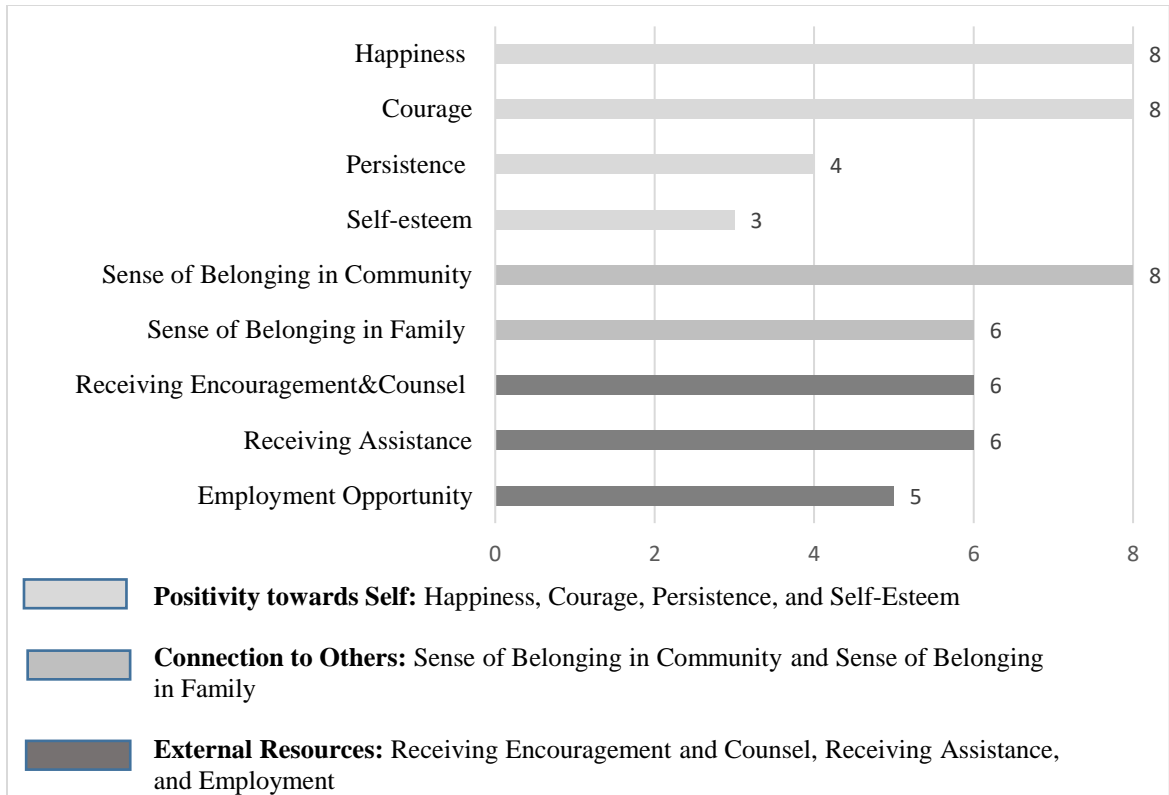 Happiness 8
Courage 8
Persistence 4
Self-esteem 3
Sense of Belonging in Community 8
Sense of Belonging in Family 6
Receiving Encouragement&Counsel 6
Receiving Assistance 6
Employment Opportunity 5
0 2 4 6 8
Positivity towards Self: Happiness, Courage, Persistence, and Self-Esteem
Connection to Others: Sense of Belonging in Community and Sense of Belonging
in Family
External Resources: Receiving Encouragement and Counsel, Receiving Assistance,
and Employment